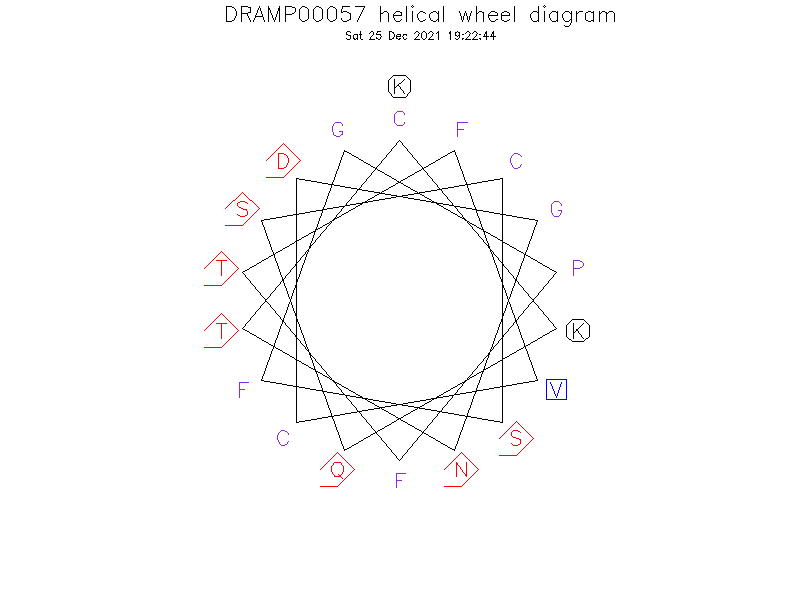 DRAMP00057 helical wheel diagram
Sat 25 Dec 2021 19:22:44
K
C
G F
D C
S G
T P
T K
F V
C S
Q N
F